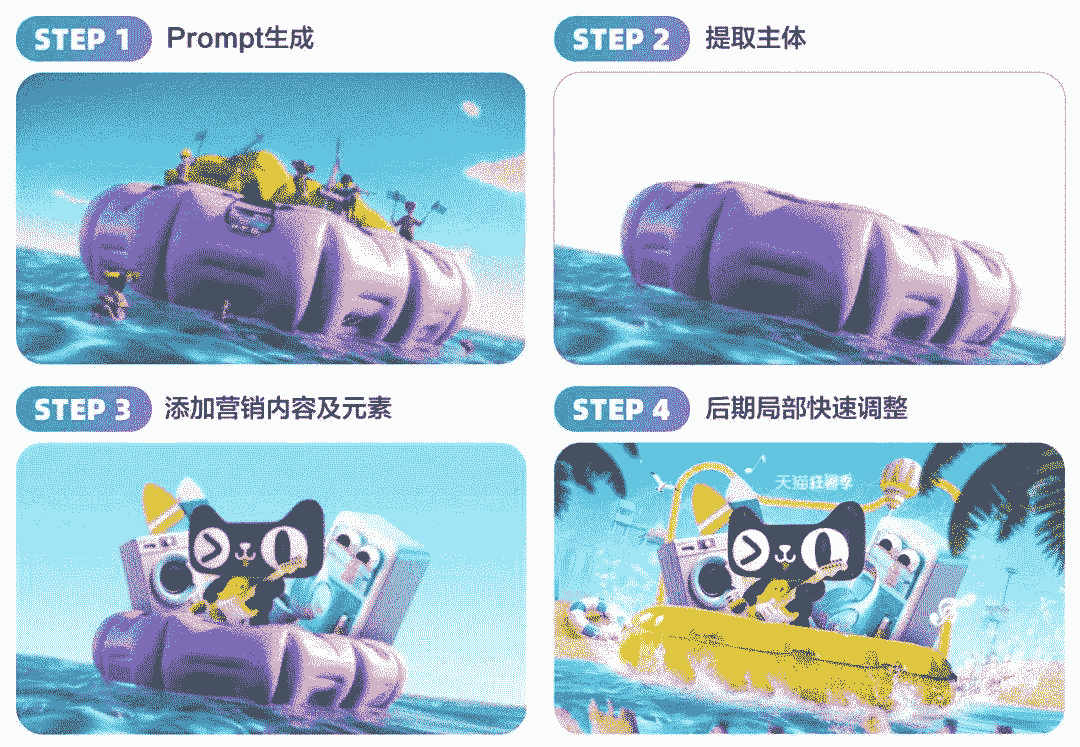 STEP 1 Prompt生成
STEP 2 提取主体
STEP 3 添加营销内容及元素
STEP 4 后期局部快速调整
天猫狂暑季